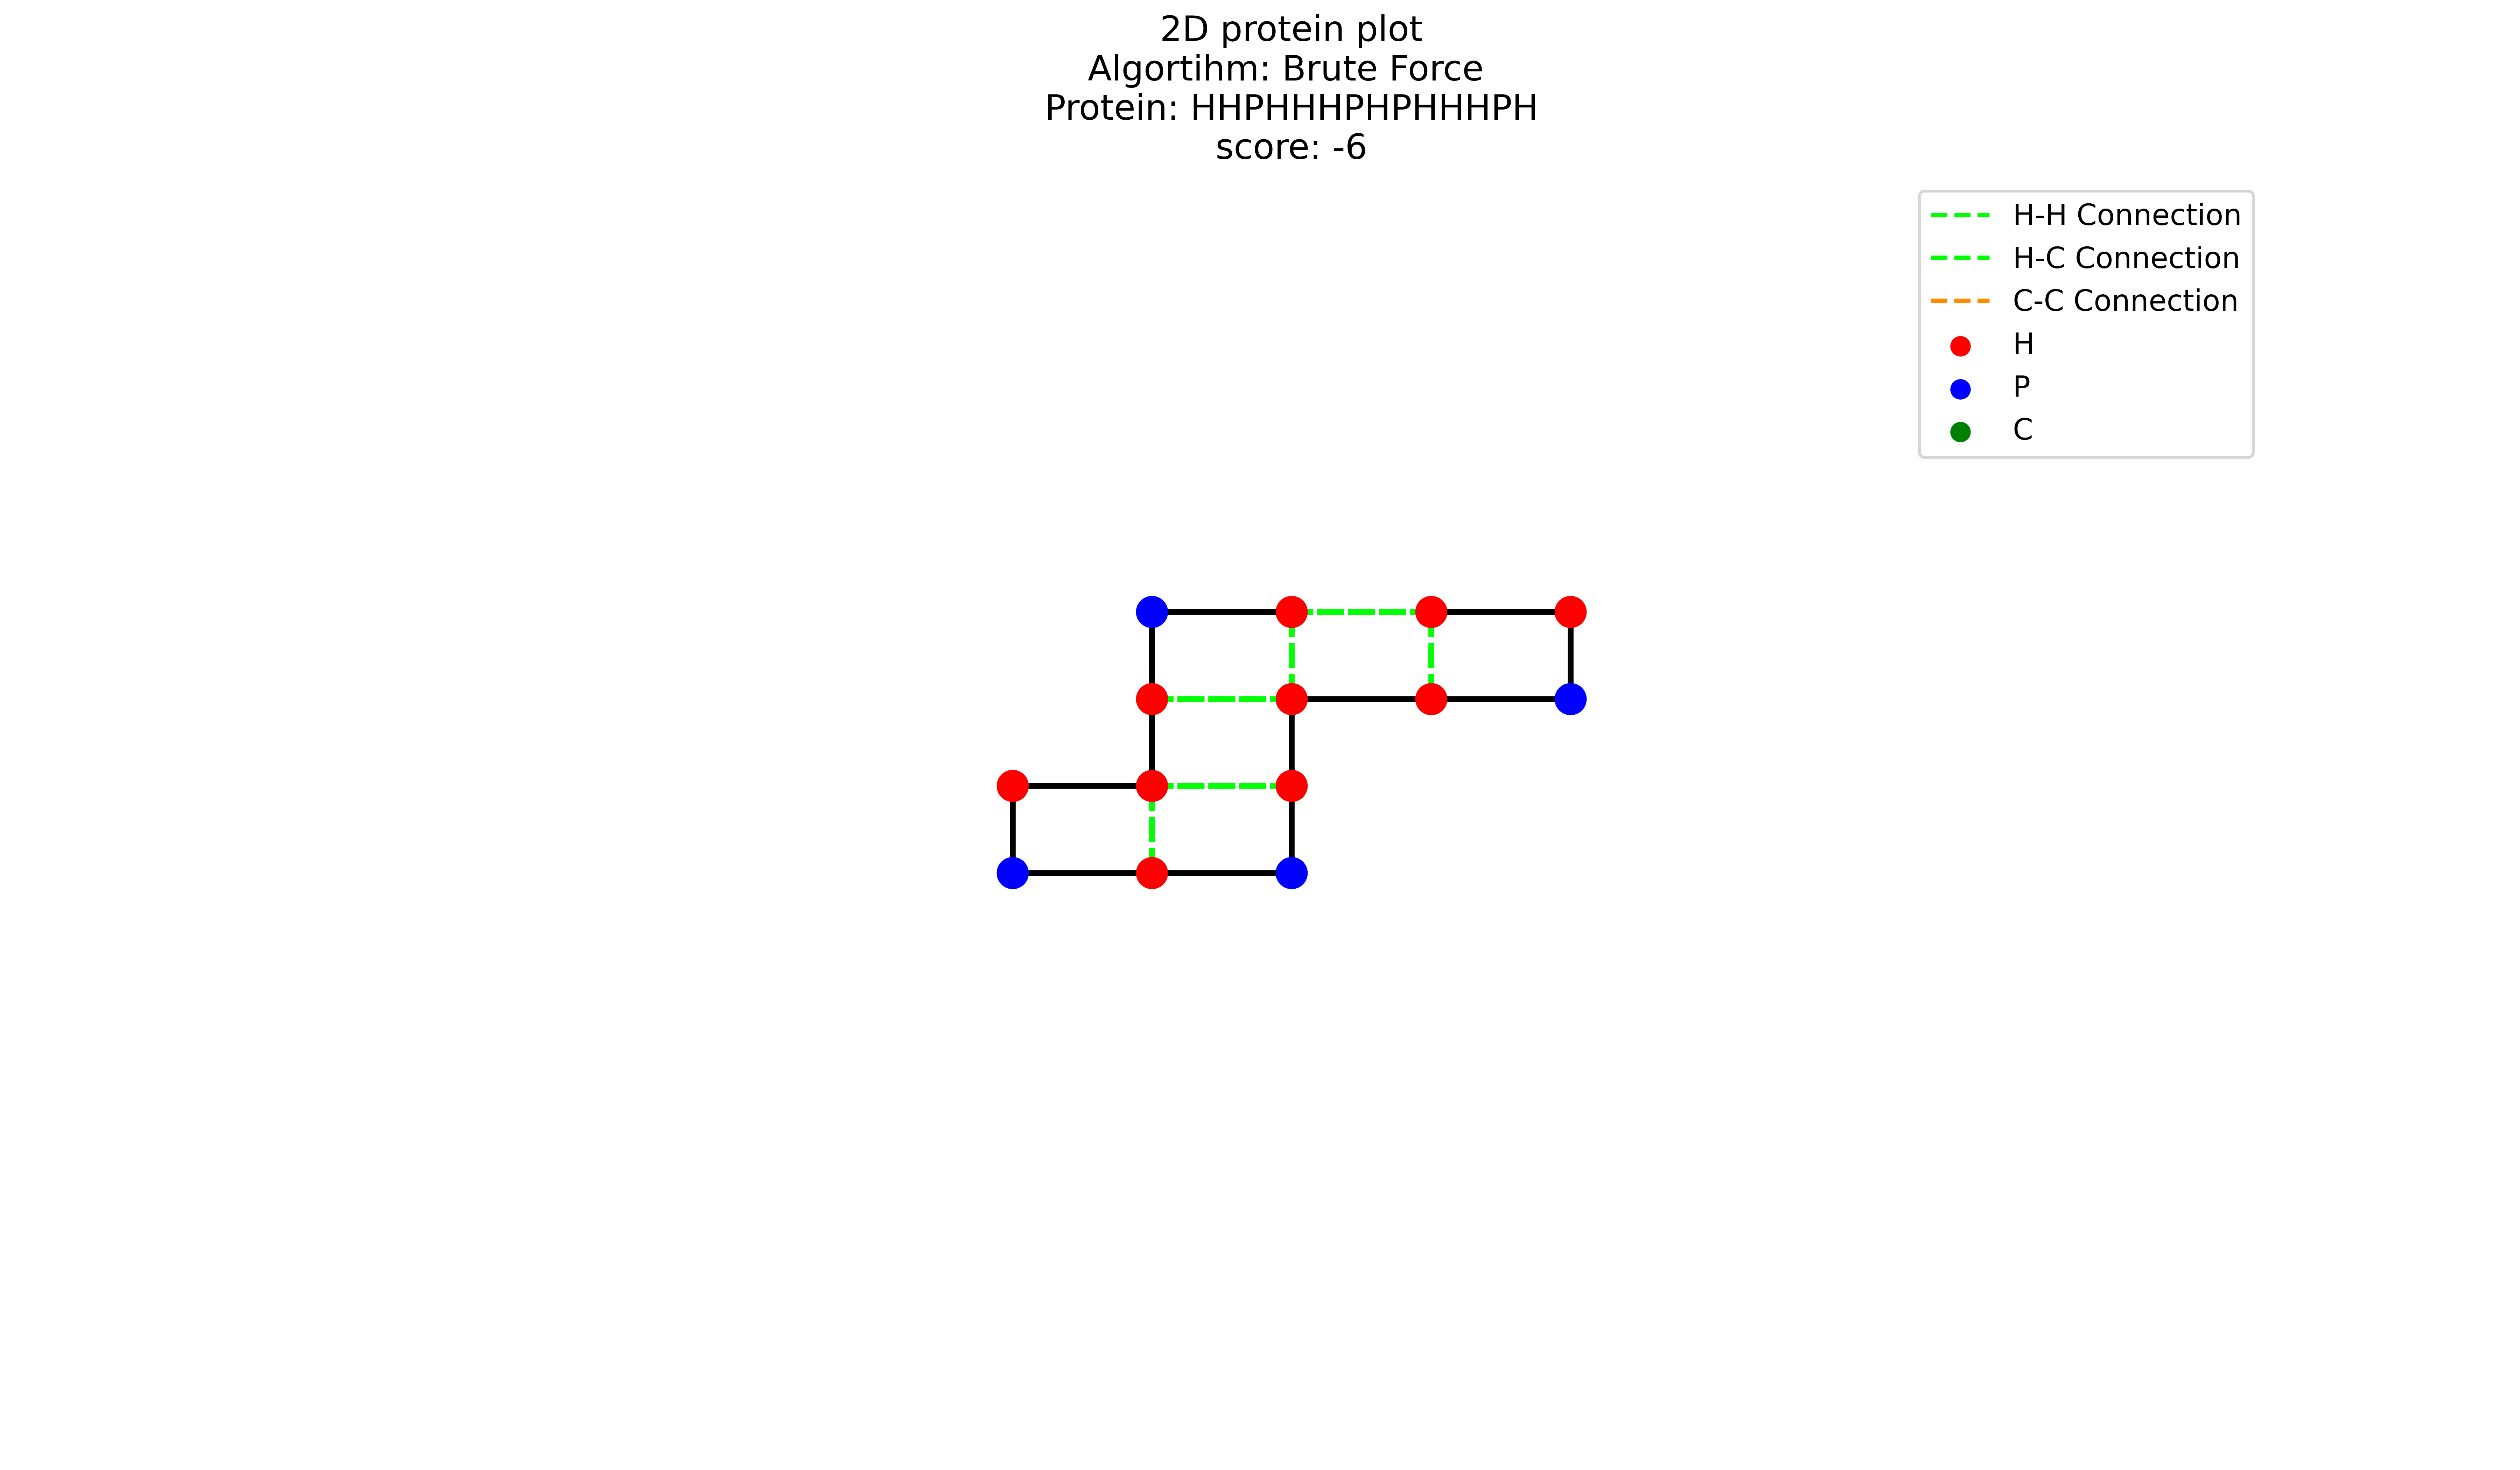 2D protein plot
Algortihm: Brute Force
Protein: HHPHHHPHPHHHPH
score: -6
H-H Connection
H-C Connection
C-C Connection
H
P
C